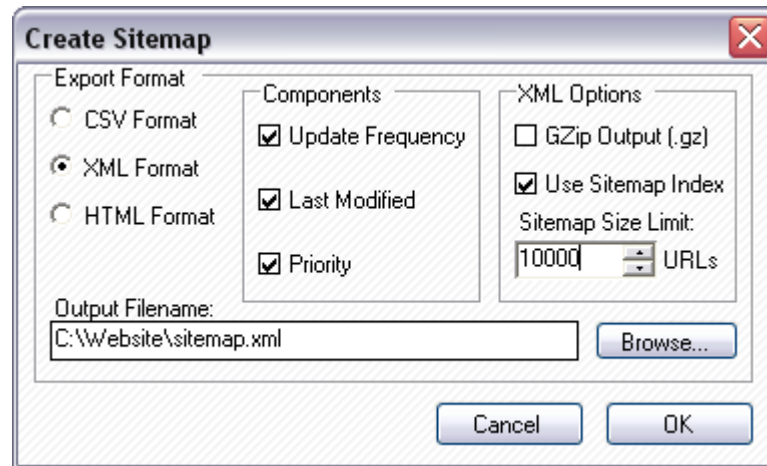 Create Sitemap
Export Format
CSV Format
XML Format
HTML Format
Components
Update Frequency
Last Modified
Priority
XML Options
GZip Output (.gz)
Use Sitemap Index
Sitemap Size Limit:
10000 URLs
Output Filename:
C:\Website\sitemap.xml
Browse...
Cancel
OK